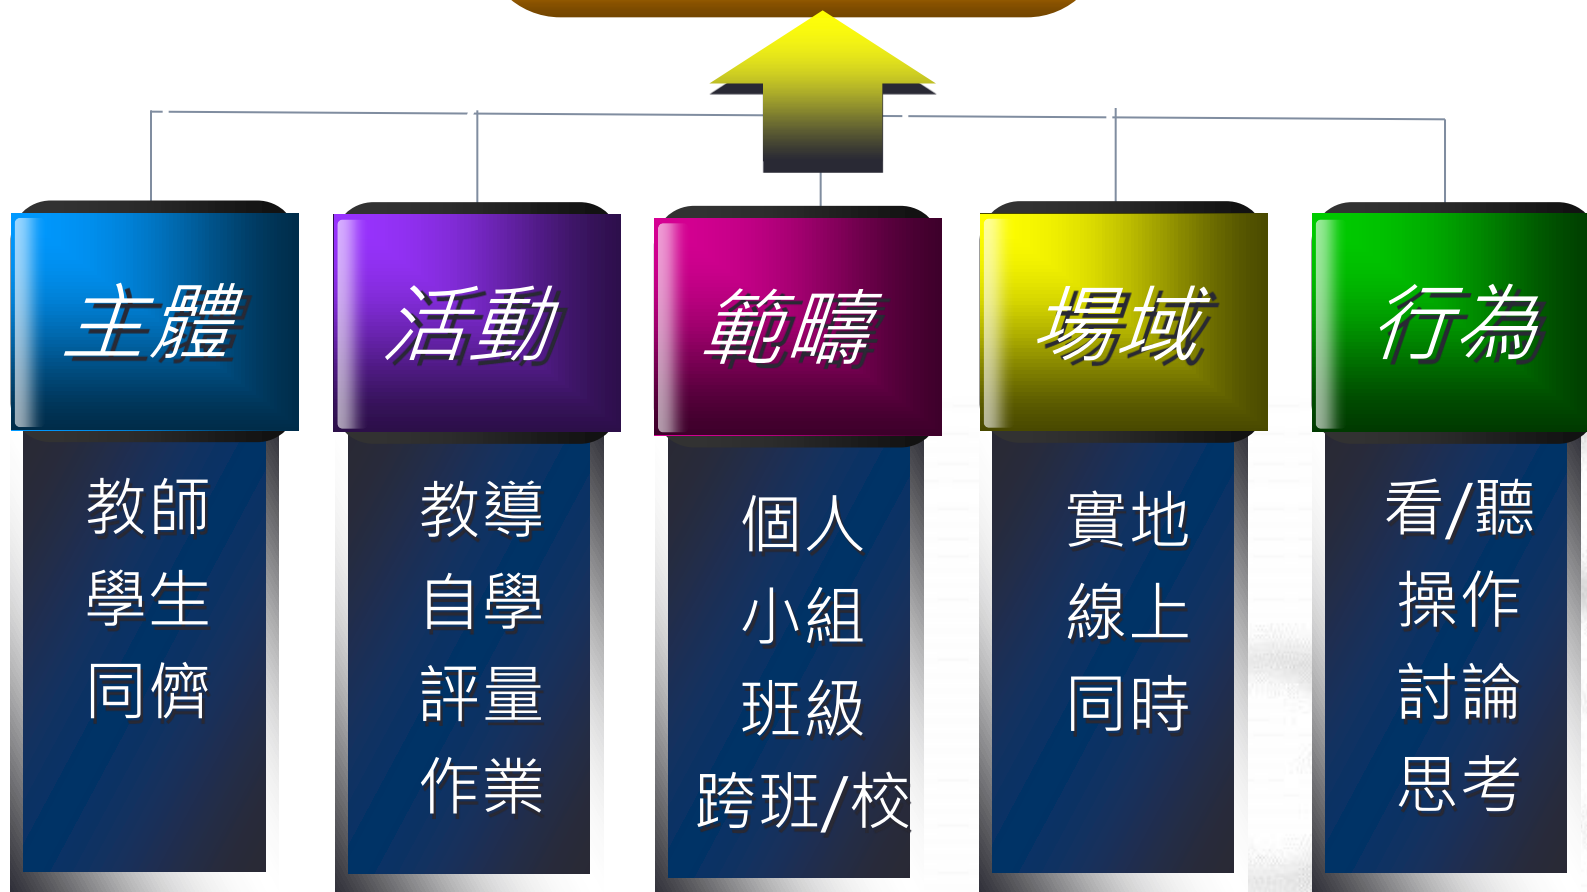 主體
教師
學生
同儕
活動
教導
自學
評量
作業
範疇
個人
小組
班級
跨班/校
場域
實地
線上
同時
行為
看/聽
操作
討論
思考